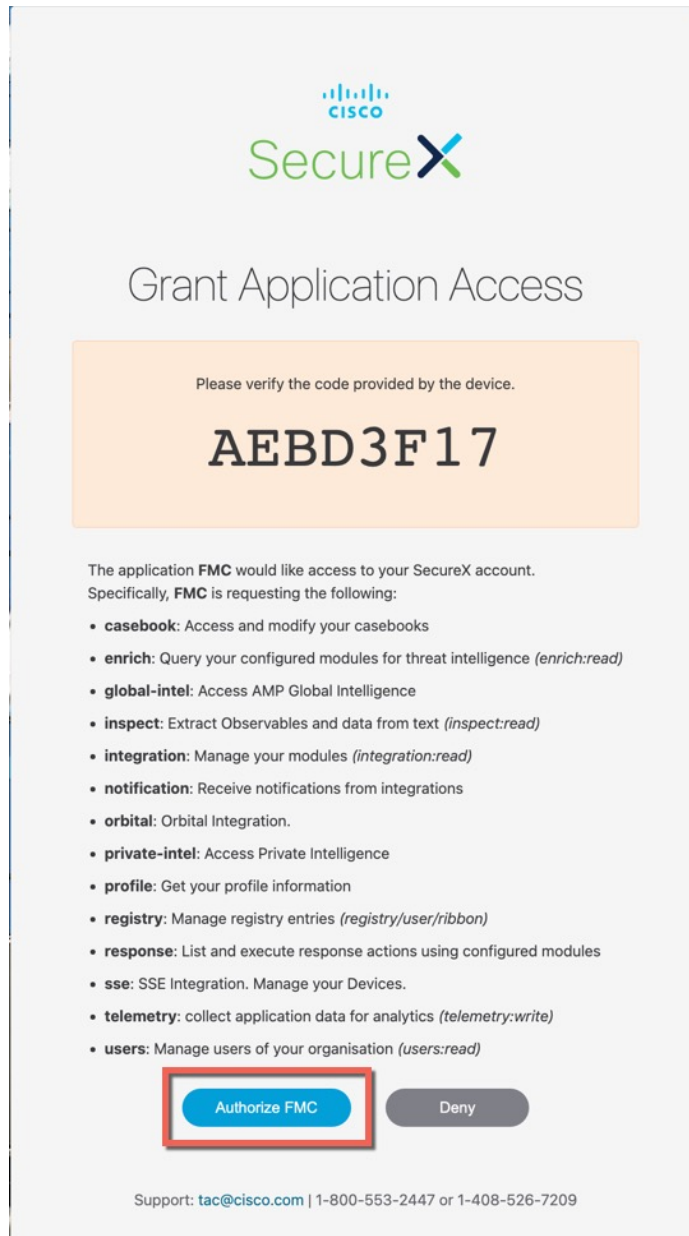 CISCO
SecureX
Grant Application Access
Please verify the code provided by the device.
AEBD3F17
The application FMC would like access to your SecureX account.
Specifically, FMC is requesting the following:
• casebook: Access and modify your casebooks
• enrich: Query your configured modules for threat intelligence (enrich:read)
• global-intel: Access AMP Global Intelligence
• inspect: Extract Observables and data from text (inspect:read)
• integration: Manage your modules (integration:read)
• notification: Receive notifications from integrations
• orbital: Orbital Integration.
• private-intel: Access Private Intelligence
• profile: Get your profile information
• registry: Manage registry entries (registry/user/ribbon)
• response: List and execute response actions using configured modules
• sse: SSE Integration. Manage your Devices.
• telemetry: collect application data for analytics (telemetry:write)
• users: Manage users of your organisation (users:read)
Authorize FMC Deny
Support: tac@cisco.com | 1-800-553-2447 or 1-408-526-7209